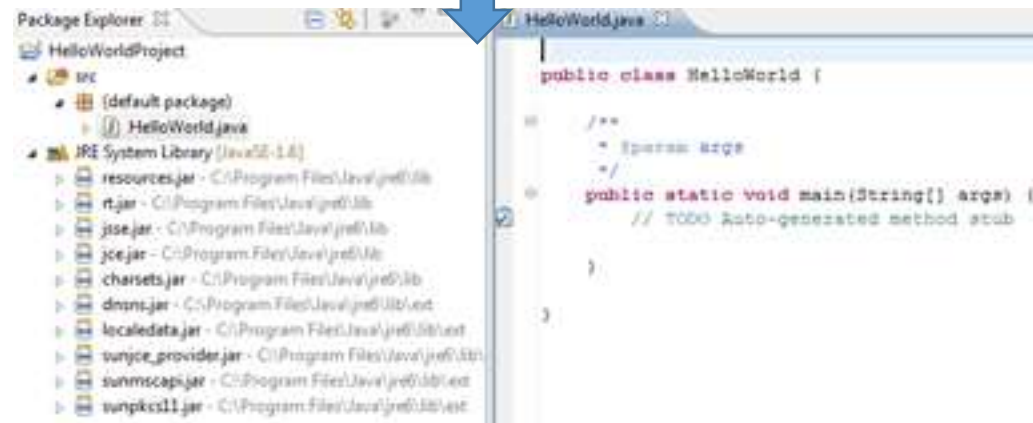 Package Explorer
HelloWorldProject
src
(default package)
HelloWorld.java
JRE System Library [JavaSE-1.6]
resources.jar - C:\Program Files\Java\jre6\lib
rt.jar - C:\Program Files\Java\jre6\lib
jsse.jar - C:\Program Files\Java\jre6\lib
jce.jar - C:\Program Files\Java\jre6\lib
charsets.jar - C:\Program Files\Java\jre6\lib
dnsns.jar - C:\Program Files\Java\jre6\lib\ext
localedata.jar - C:\Program Files\Java\jre6\lib\ext
sunjce_provider.jar - C:\Program Files\Java\jre6\lib\
sunmscapi.jar - C:\Program Files\Java\jre6\lib\ext
sunpkcs11.jar - C:\Program Files\Java\jre6\lib\ext
HelloWorld.java
public class HelloWorld {
/**
* @param args
*/
public static void main(String[] args) {
// TODO Auto-generated method stub
}
}